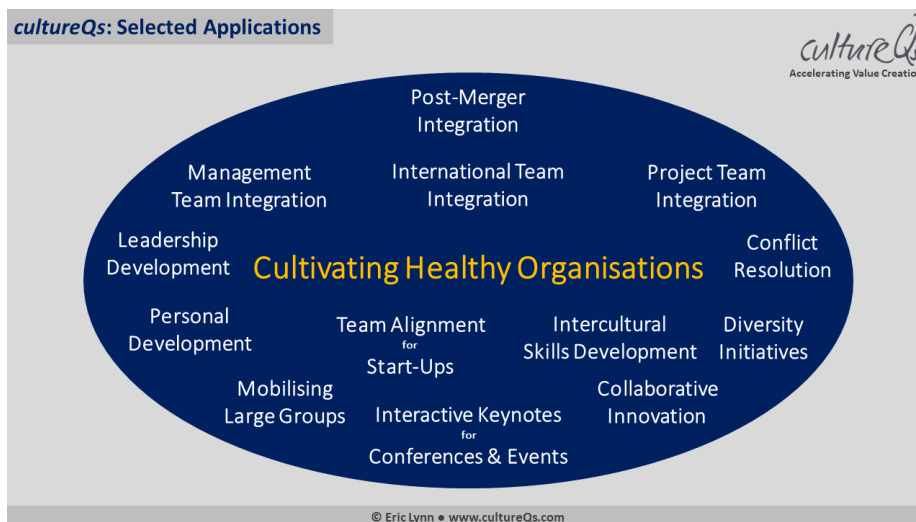 cultureQs: Selected Applications
cultureQs
Accelerating Value Creation
Post-Merger
Integration
Management
Team Integration
International Team
Integration
Project Team
Integration
Leadership
Development
Cultivating Healthy Organisations
Conflict
Resolution
Personal
Development
Team Alignment
for
Start-Ups
Intercultural
Skills Development
Diversity
Initiatives
Mobilising
Large Groups
Interactive Keynotes
for
Conferences & Events
Collaborative
Innovation
© Eric Lynn ● www.cultureQs.com